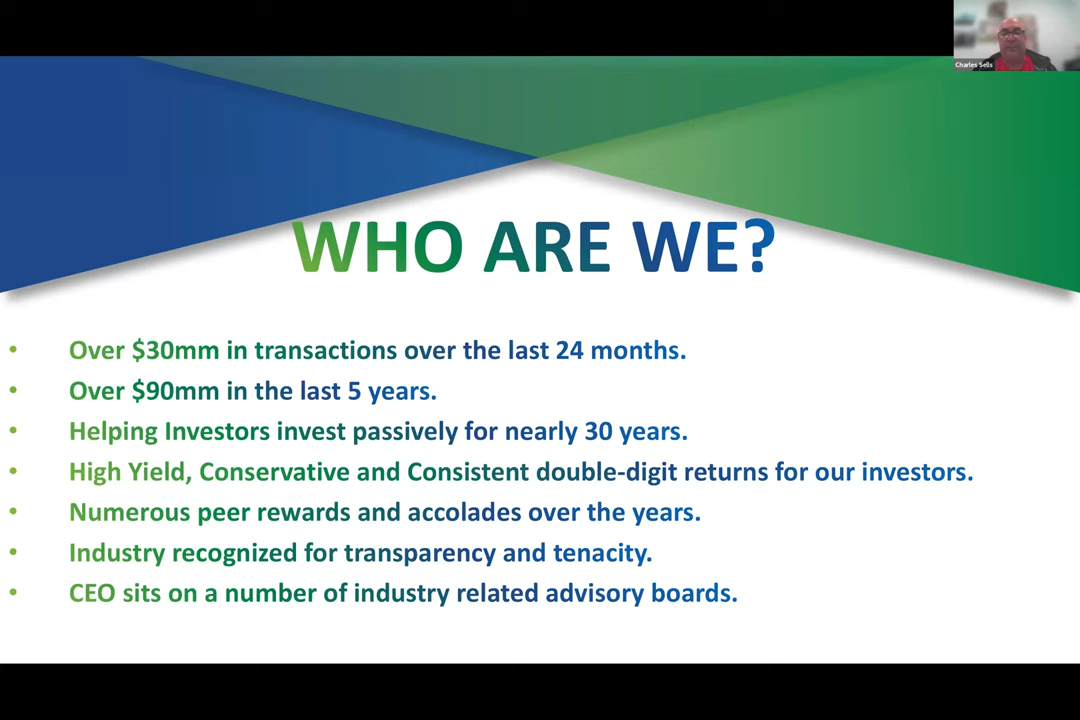 Charles Sells
WHO ARE WE?
• Over $30mm in transactions over the last 24 months.
• Over $90mm in the last 5 years.
• Helping Investors invest passively for nearly 30 years.
• High Yield, Conservative and Consistent double-digit returns for our investors.
• Numerous peer rewards and accolades over the years.
• Industry recognized for transparency and tenacity.
• CEO sits on a number of industry related advisory boards.